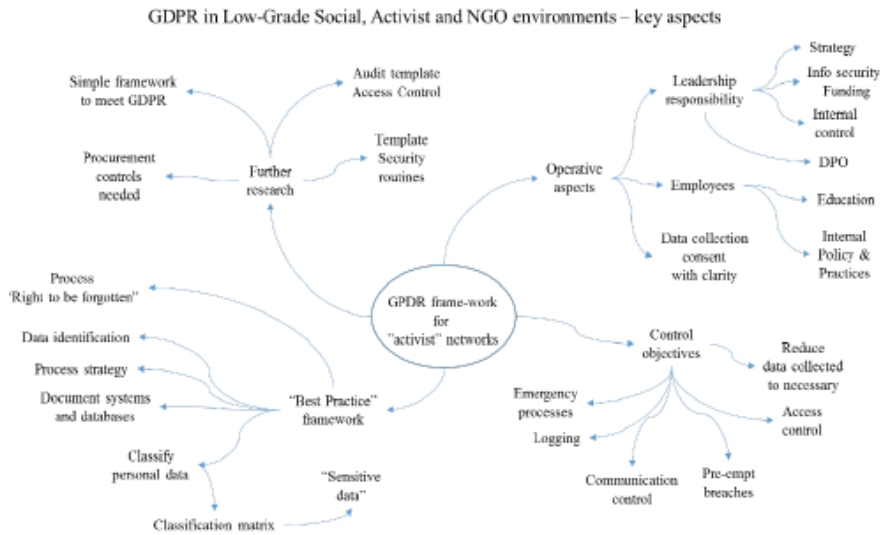 GDPR in Low-Grade Social, Activist and NGO environments – key aspects
Simple framework
to meet GDPR
Audit template
Access Control
Procurement
controls
needed
Further
research
Template
Security
routines
Operative
aspects
Leadership
responsibility
Strategy
Info security
Funding
Internal
control
DPO
Employees
Education
Internal
Policy &
Practices
Data collection
consent
with clarity
GPDR frame-work
for
"activist" networks
Process
'Right to be forgotten"
Data identification
Process strategy
Document systems
and databases
"Best Practice"
framework
Classify
personal data
Classification matrix
"Sensitive
data"
Control
objectives
Reduce
data collected
to necessary
Access
control
Pre-empt
breaches
Communication
control
Logging
Emergency
processes